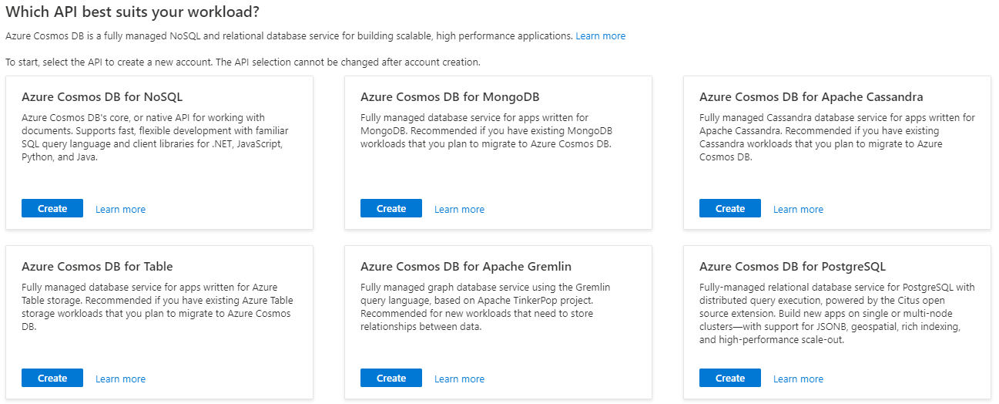 Which API best suits your workload?
Azure Cosmos DB is a fully managed NoSQL and relational database service for building scalable, high performance applications. Learn more
To start, select the API to create a new account. The API selection cannot be changed after account creation.
Azure Cosmos DB for NoSQL
Azure Cosmos DB's core, or native API for working with
documents. Supports fast, flexible development with familiar
SQL query language and client libraries for .NET, JavaScript,
Python, and Java.
Create Learn more
Azure Cosmos DB for MongoDB
Fully managed database service for apps written for
MongoDB. Recommended if you have existing MongoDB
workloads that you plan to migrate to Azure Cosmos DB.
Create Learn more
Azure Cosmos DB for Apache Cassandra
Fully managed Cassandra database service for apps written for
Apache Cassandra. Recommended if you have existing
Cassandra workloads that you plan to migrate to Azure
Cosmos DB.
Create Learn more
Azure Cosmos DB for Table
Fully managed database service for apps written for Azure
Table storage. Recommended if you have existing Azure Table
storage workloads that you plan to migrate to Azure Cosmos
DB.
Create Learn more
Azure Cosmos DB for Apache Gremlin
Fully managed graph database service using the Gremlin
query language, based on Apache TinkerPop project.
Recommended for new workloads that need to store
relationships between data.
Create Learn more
Azure Cosmos DB for PostgreSQL
Fully-managed relational database service for PostgreSQL with
distributed query execution, powered by the Citus open
source extension. Build new apps on single or multi-node
clusters—with support for JSONB, geospatial, rich indexing,
and high-performance scale-out.
Create Learn more